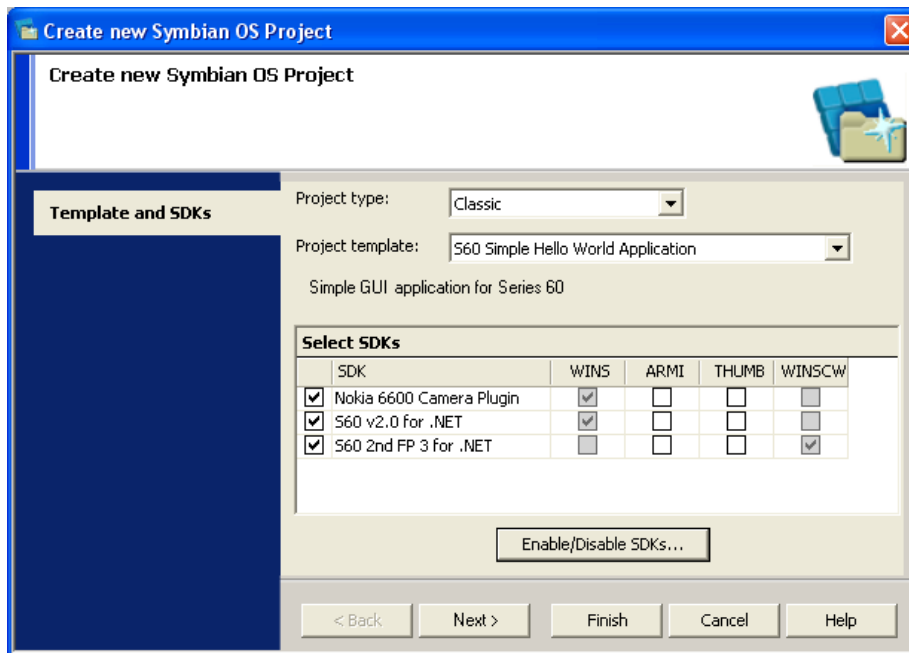 Create new Symbian OS Project
Create new Symbian OS Project
Template and SDKs
Project type:
Classic
Project template:
S60 Simple Hello World Application
Simple GUI application for Series 60
Select SDKs
SDK WINS ARMI THUMB WINSCW
Nokia 6600 Camera Plugin
S60 v2.0 for .NET
S60 2nd FP 3 for .NET
Enable/Disable SDKs...
< Back Next > Finish Cancel Help